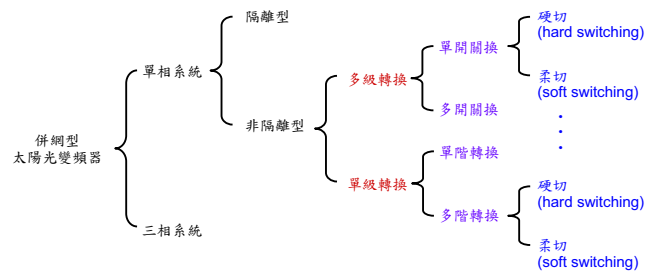 隔離型
單相系統
非隔離型
併網型
太陽光變頻器
三相系統
多級轉換
單級轉換
單開關換
多開關換
單階轉換
多階轉換
硬切
(hard switching)
柔切
(soft switching)
硬切
(hard switching)
柔切
(soft switching)